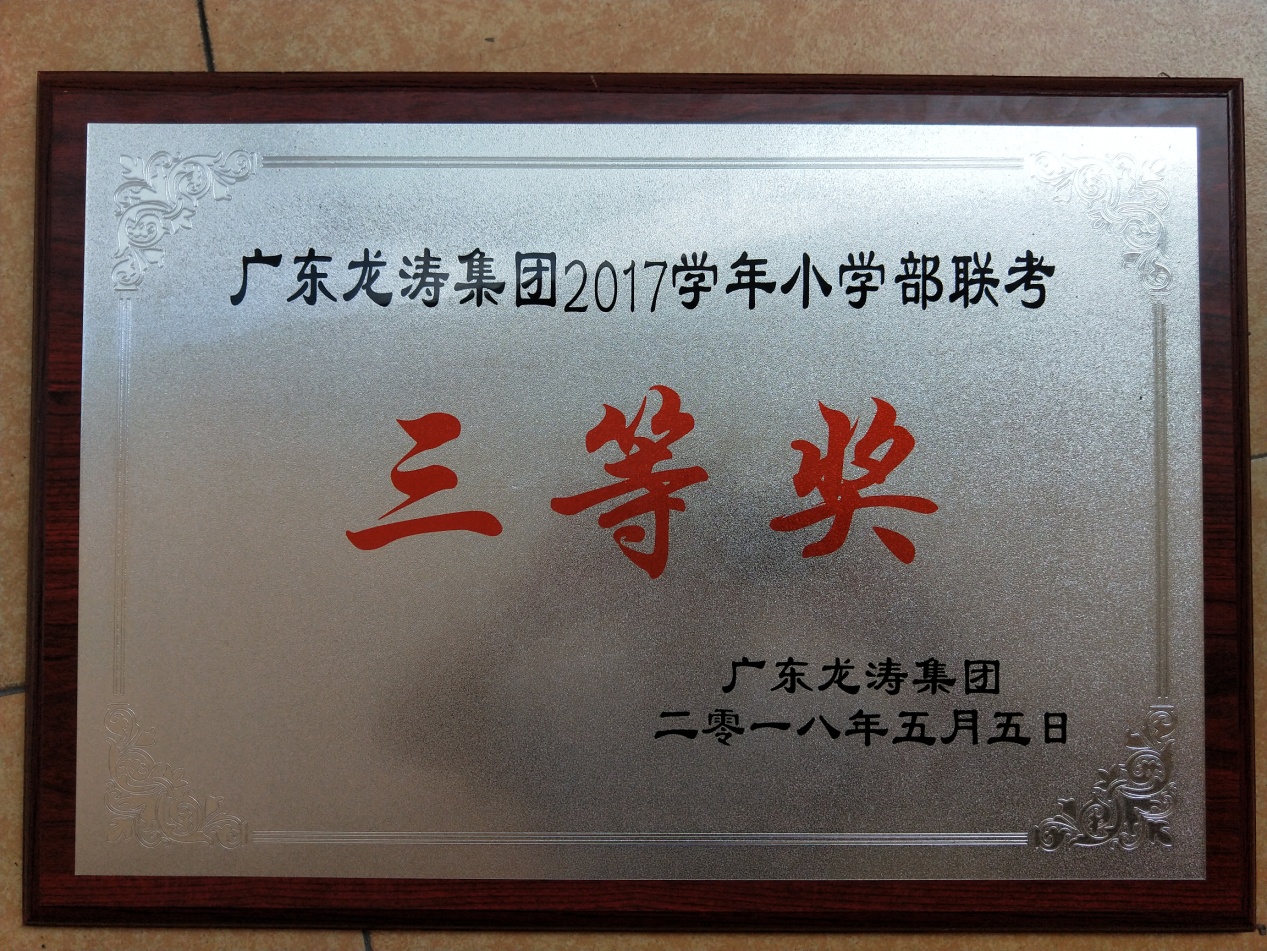 广东龙涛集团2017学年小学部联考
三等奖
广东龙涛集团
二零一八年五月五日